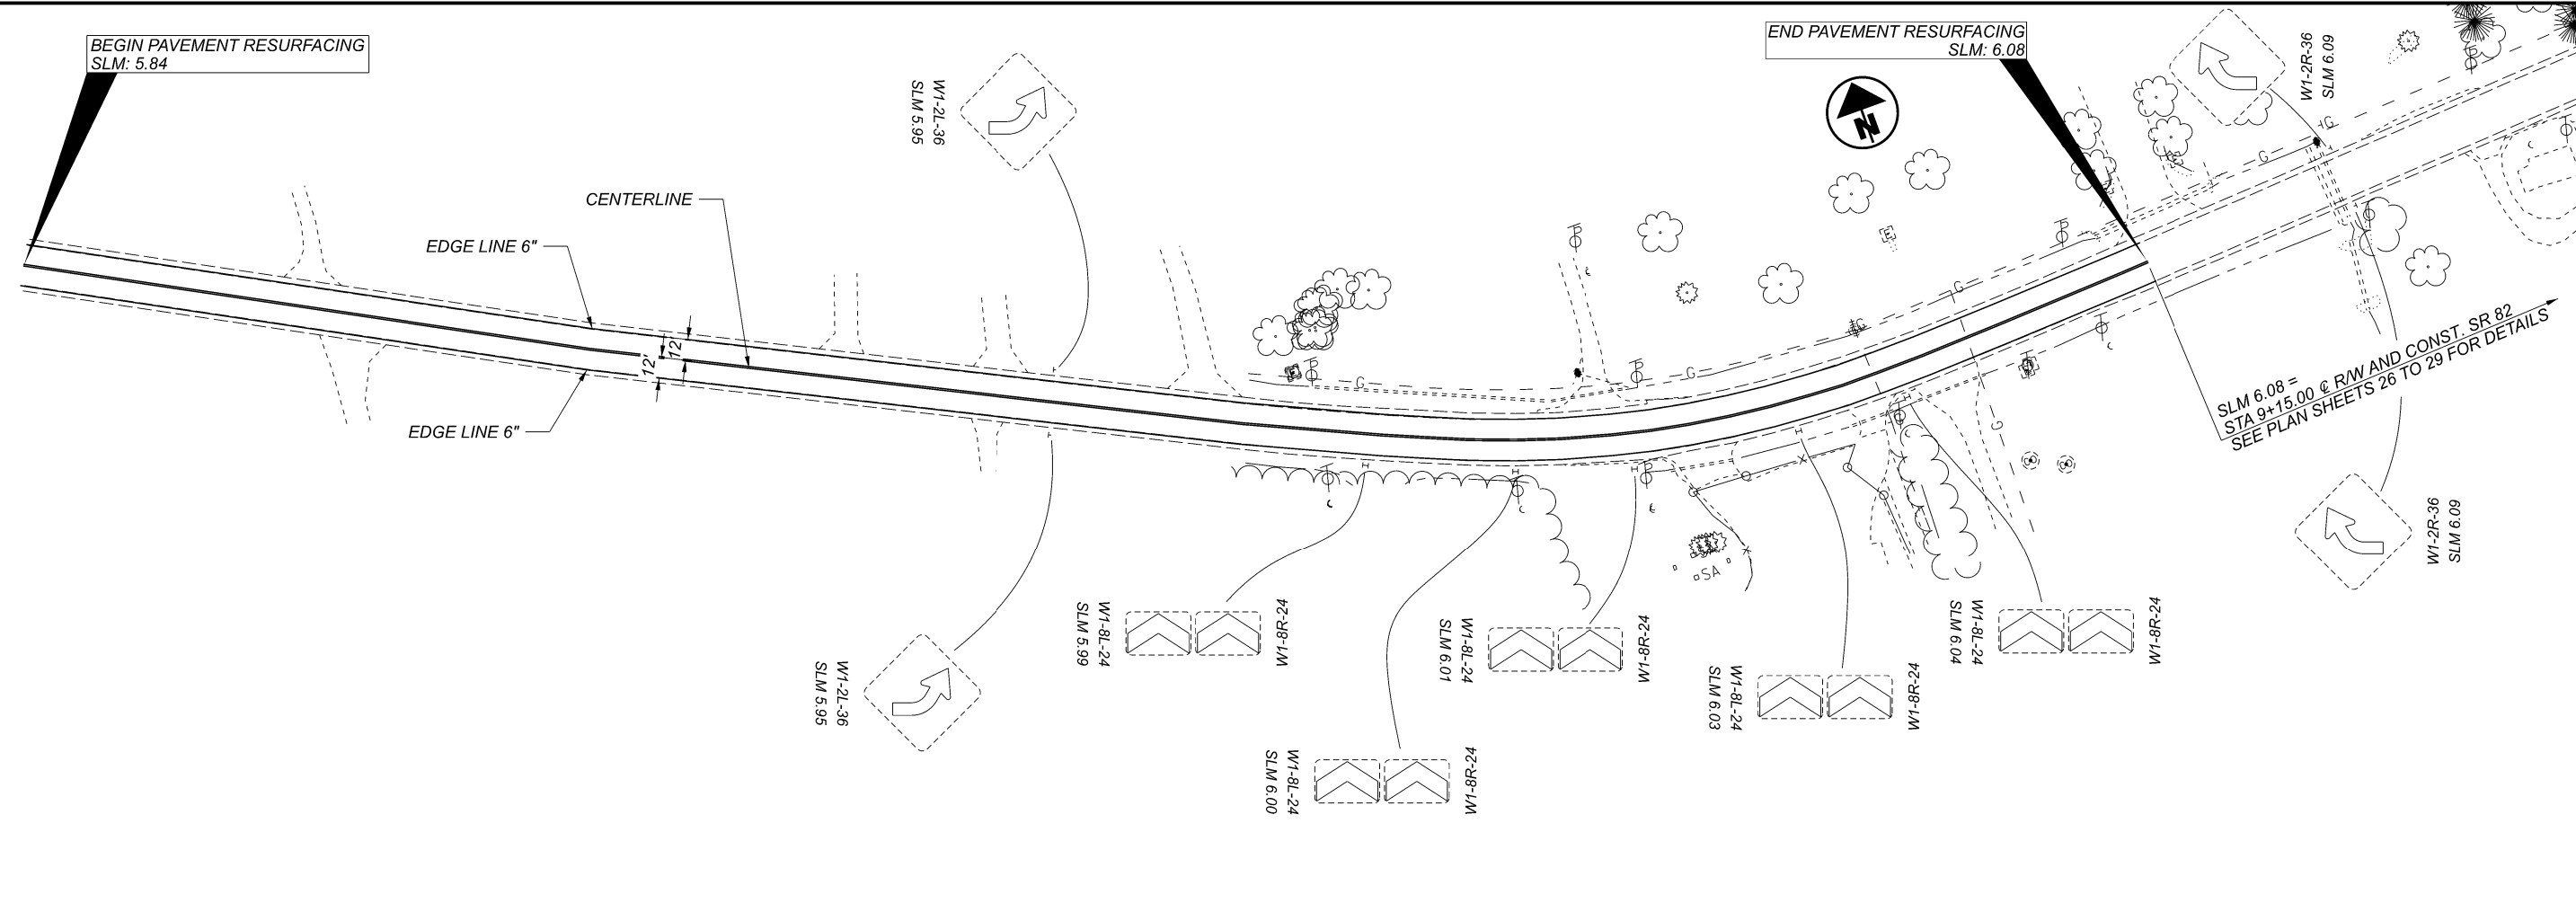 BEGIN PAVEMENT RESURFACING
SLM: 5.84
END PAVEMENT RESURFACING
SLM: 6.08
W1-2L-36
SLM 5.95
W1-2R-36
SLM 6.09
N
CENTERLINE
EDGE LINE 6"
12'
12'
EDGE LINE 6"
G
G
G
G
G
G
SLM 6.08 =
STA 9+15.00 ℄ R/W AND CONST. SR 82
SEE PLAN SHEETS 26 TO 29 FOR DETAILS
W1-2R-36
SLM 6.09
SA
W1-8L-24
SLM 5.99
W1-8R-24
W1-8L-24
SLM 6.01
W1-8R-24
W1-8L-24
SLM 6.04
W1-8R-24
W1-2L-36
SLM 5.95
W1-8L-24
SLM 6.03
W1-8R-24
W1-8L-24
SLM 6.00
W1-8R-24